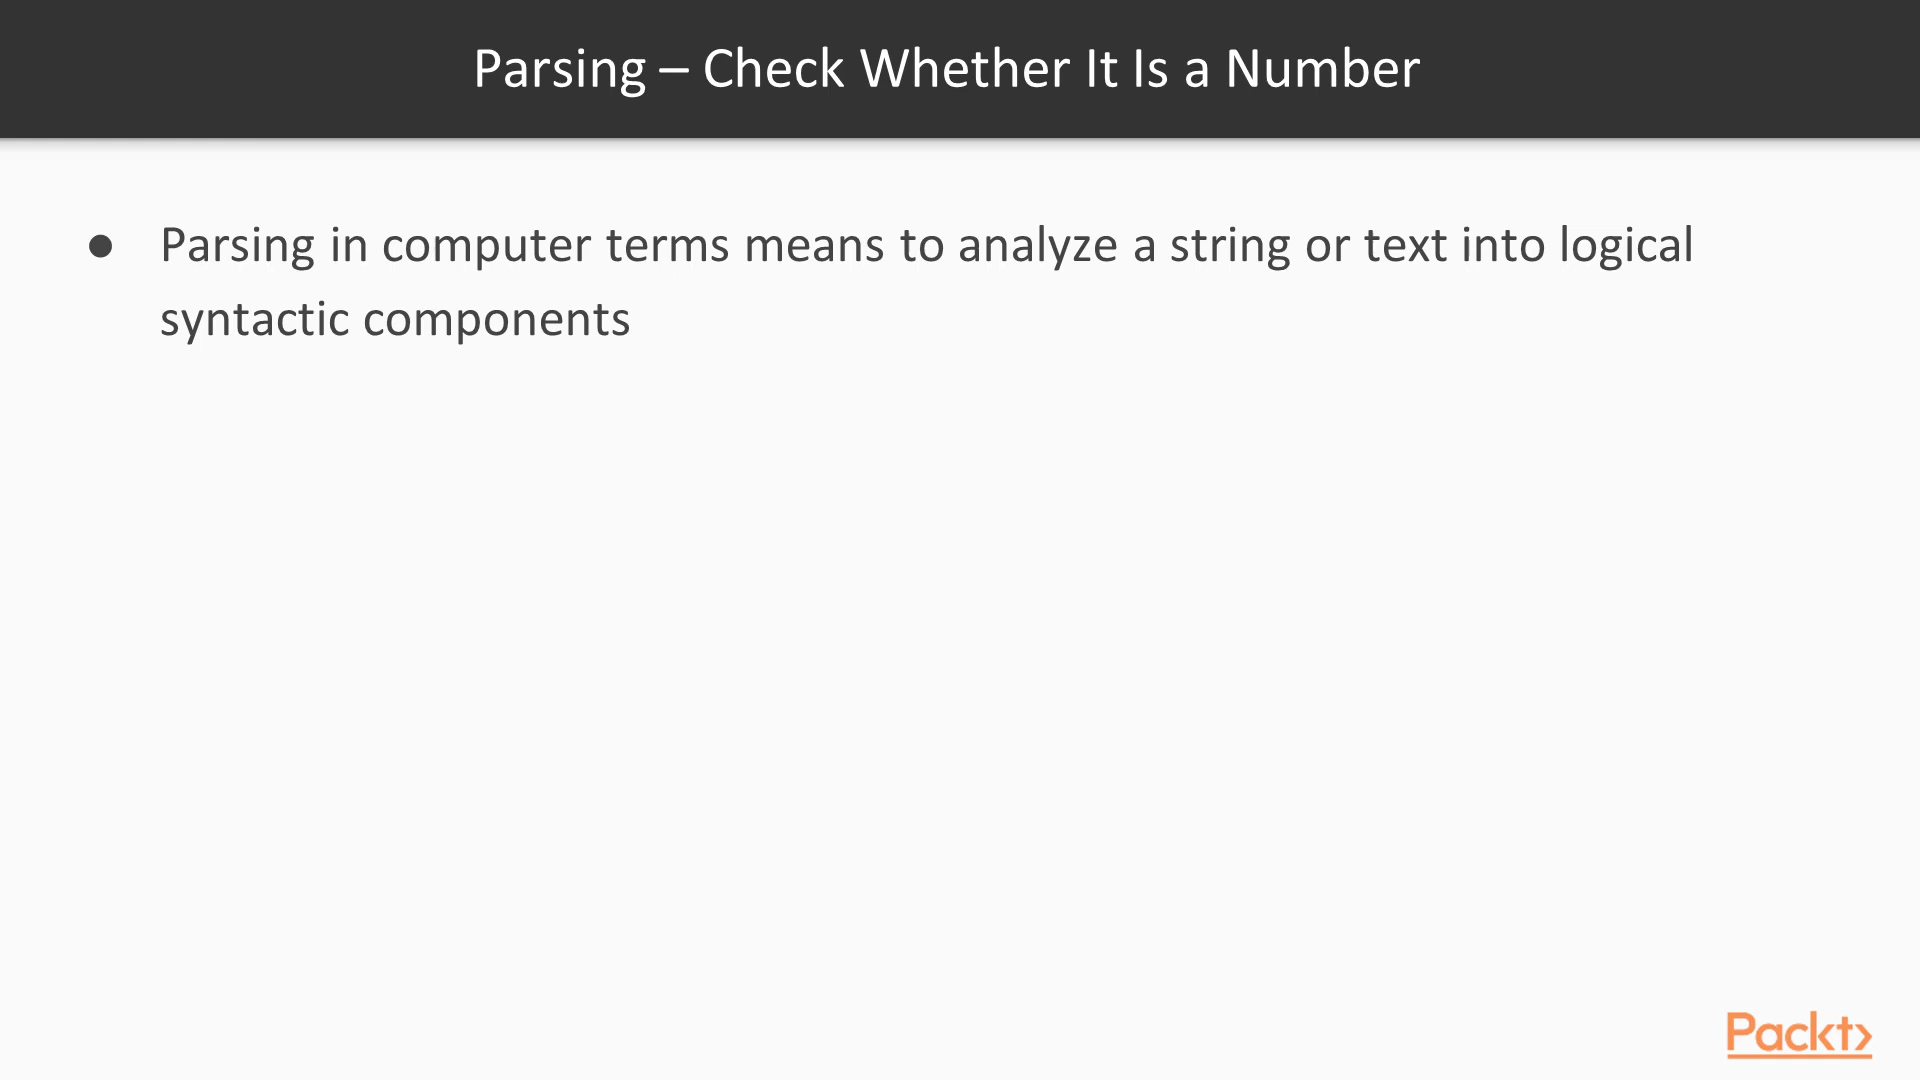 Parsing – Check Whether It Is a Number
● Parsing in computer terms means to analyze a string or text into logical
syntactic components
Packt>